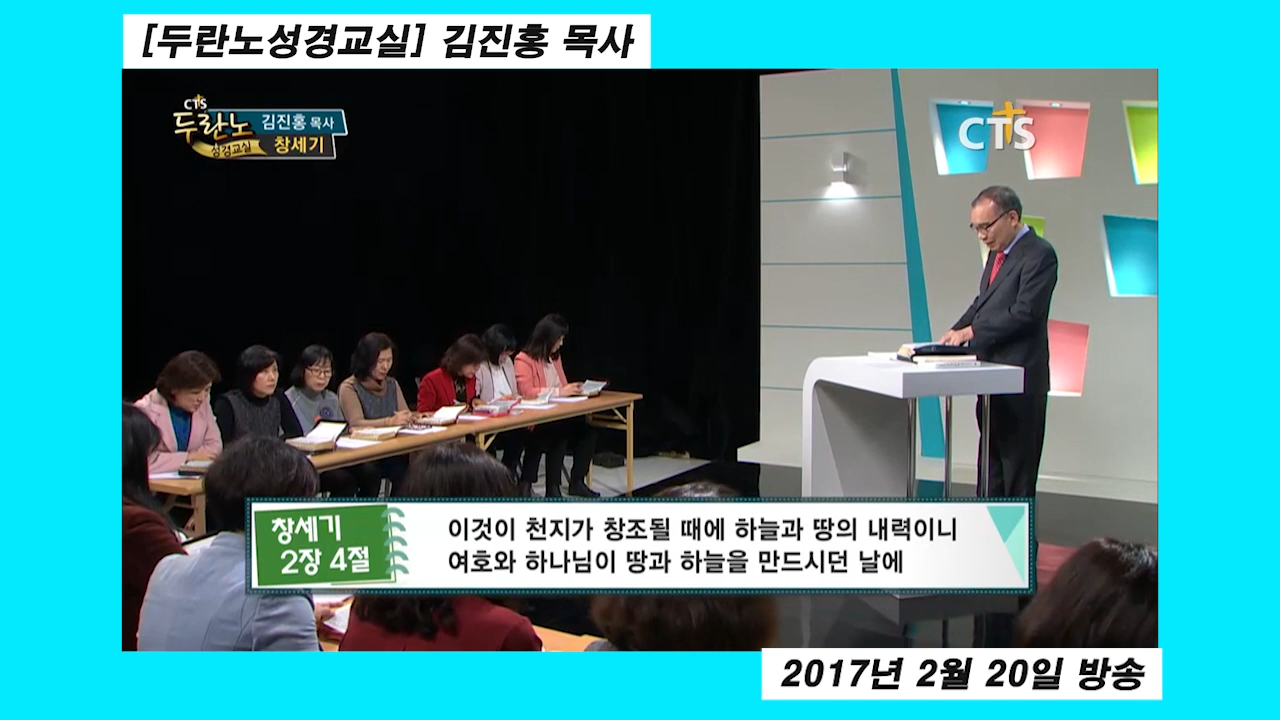 [두란노성경교실] 김진홍 목사
CTS
두란노
성경교실
김진홍 목사
창세기
CTS
창세기
2장 4절
이것이 천지가 창조될 때에 하늘과 땅의 내력이니
여호와 하나님이 땅과 하늘을 만드시던 날에
2017년 2월 20일 방송